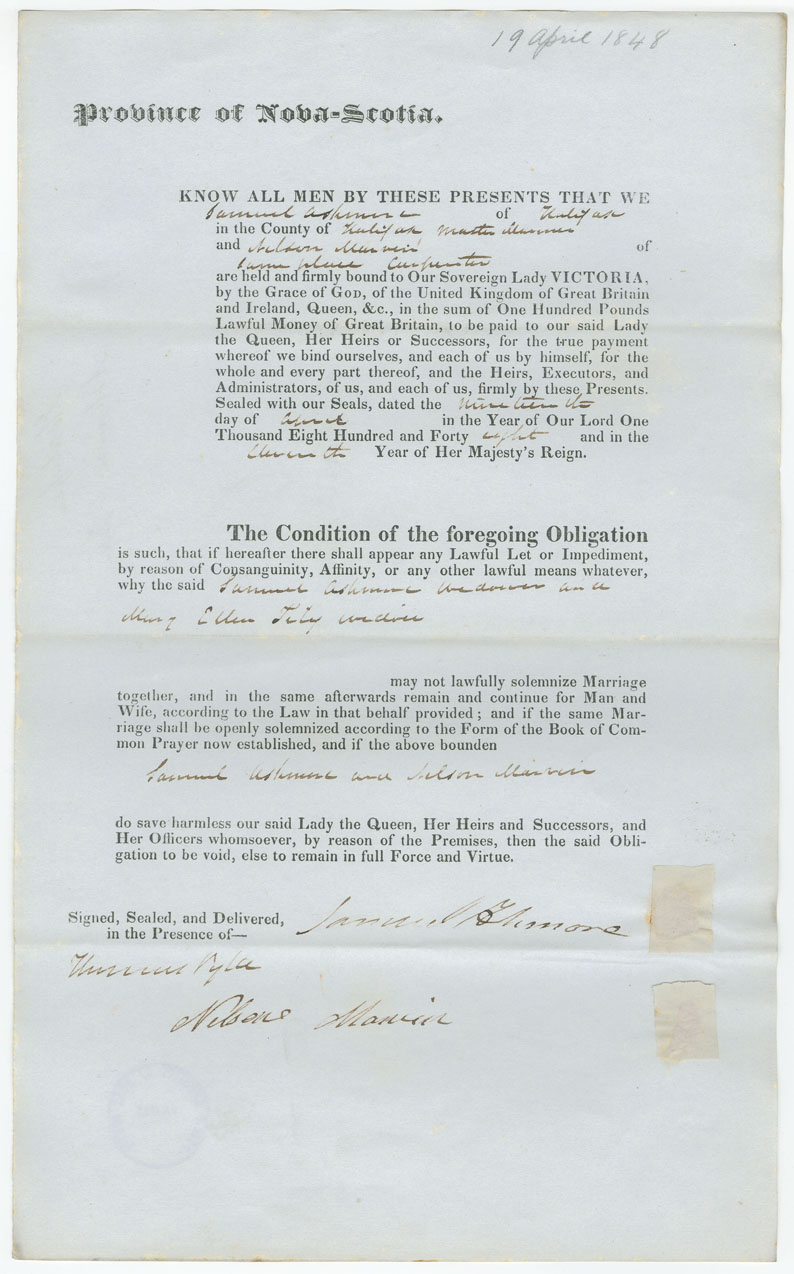 19 April 1848
Province of Nova-Scotia.
KNOW ALL MEN BY THESE PRESENTS THAT WE
Samuel Ashmore of Halifax
in the County of Halifax Master Mariner
and Nelson Marvin of
Same place Carpenter
are held and firmly bound to Our Sovereign Lady VICTORIA,
by the Grace of GOD, of the United Kingdom of Great Britain
and Ireland, Queen, &c., in the sum of One Hundred Pounds
Lawful Money of Great Britain, to be paid to our said Lady
the Queen, Her Heirs or Successors, for the true payment
whereof we bind ourselves, and each of us by himself, for the
whole and every part thereof, and the Heirs, Executors, and
Administrators, of us, and each of us, firmly by these Presents.
Sealed with our Seals, dated the Nineteenth
day of April in the Year of Our Lord One
Thousand Eight Hundred and Forty eight and in the
Eleventh Year of Her Majesty's Reign.
The Condition of the foregoing Obligation
is such, that if hereafter there shall appear any Lawful Let or Impediment,
by reason of Consanguinity, Affinity, or any other lawful means whatever,
why the said Samuel Ashmore Widower and
Mary Ellen widow
may not lawfully solemnize Marriage
together, and in the same afterwards remain and continue for Man and
Wife, according to the Law in that behalf provided ; and if the same Mar-
riage shall be openly solemnized according to the Form of the Book of Com-
mon Prayer now established, and if the above bounden
Samuel Ashmore and Nelson Marvin
do save harmless our said Lady the Queen, Her Heirs and Successors, and
Her Officers whomsoever, by reason of the Premises, then the said Obli-
gation to be void, else to remain in full Force and Virtue.
Signed, Sealed, and Delivered,
in the Presence of—
Samuel Ashmore
Nelson Marvin